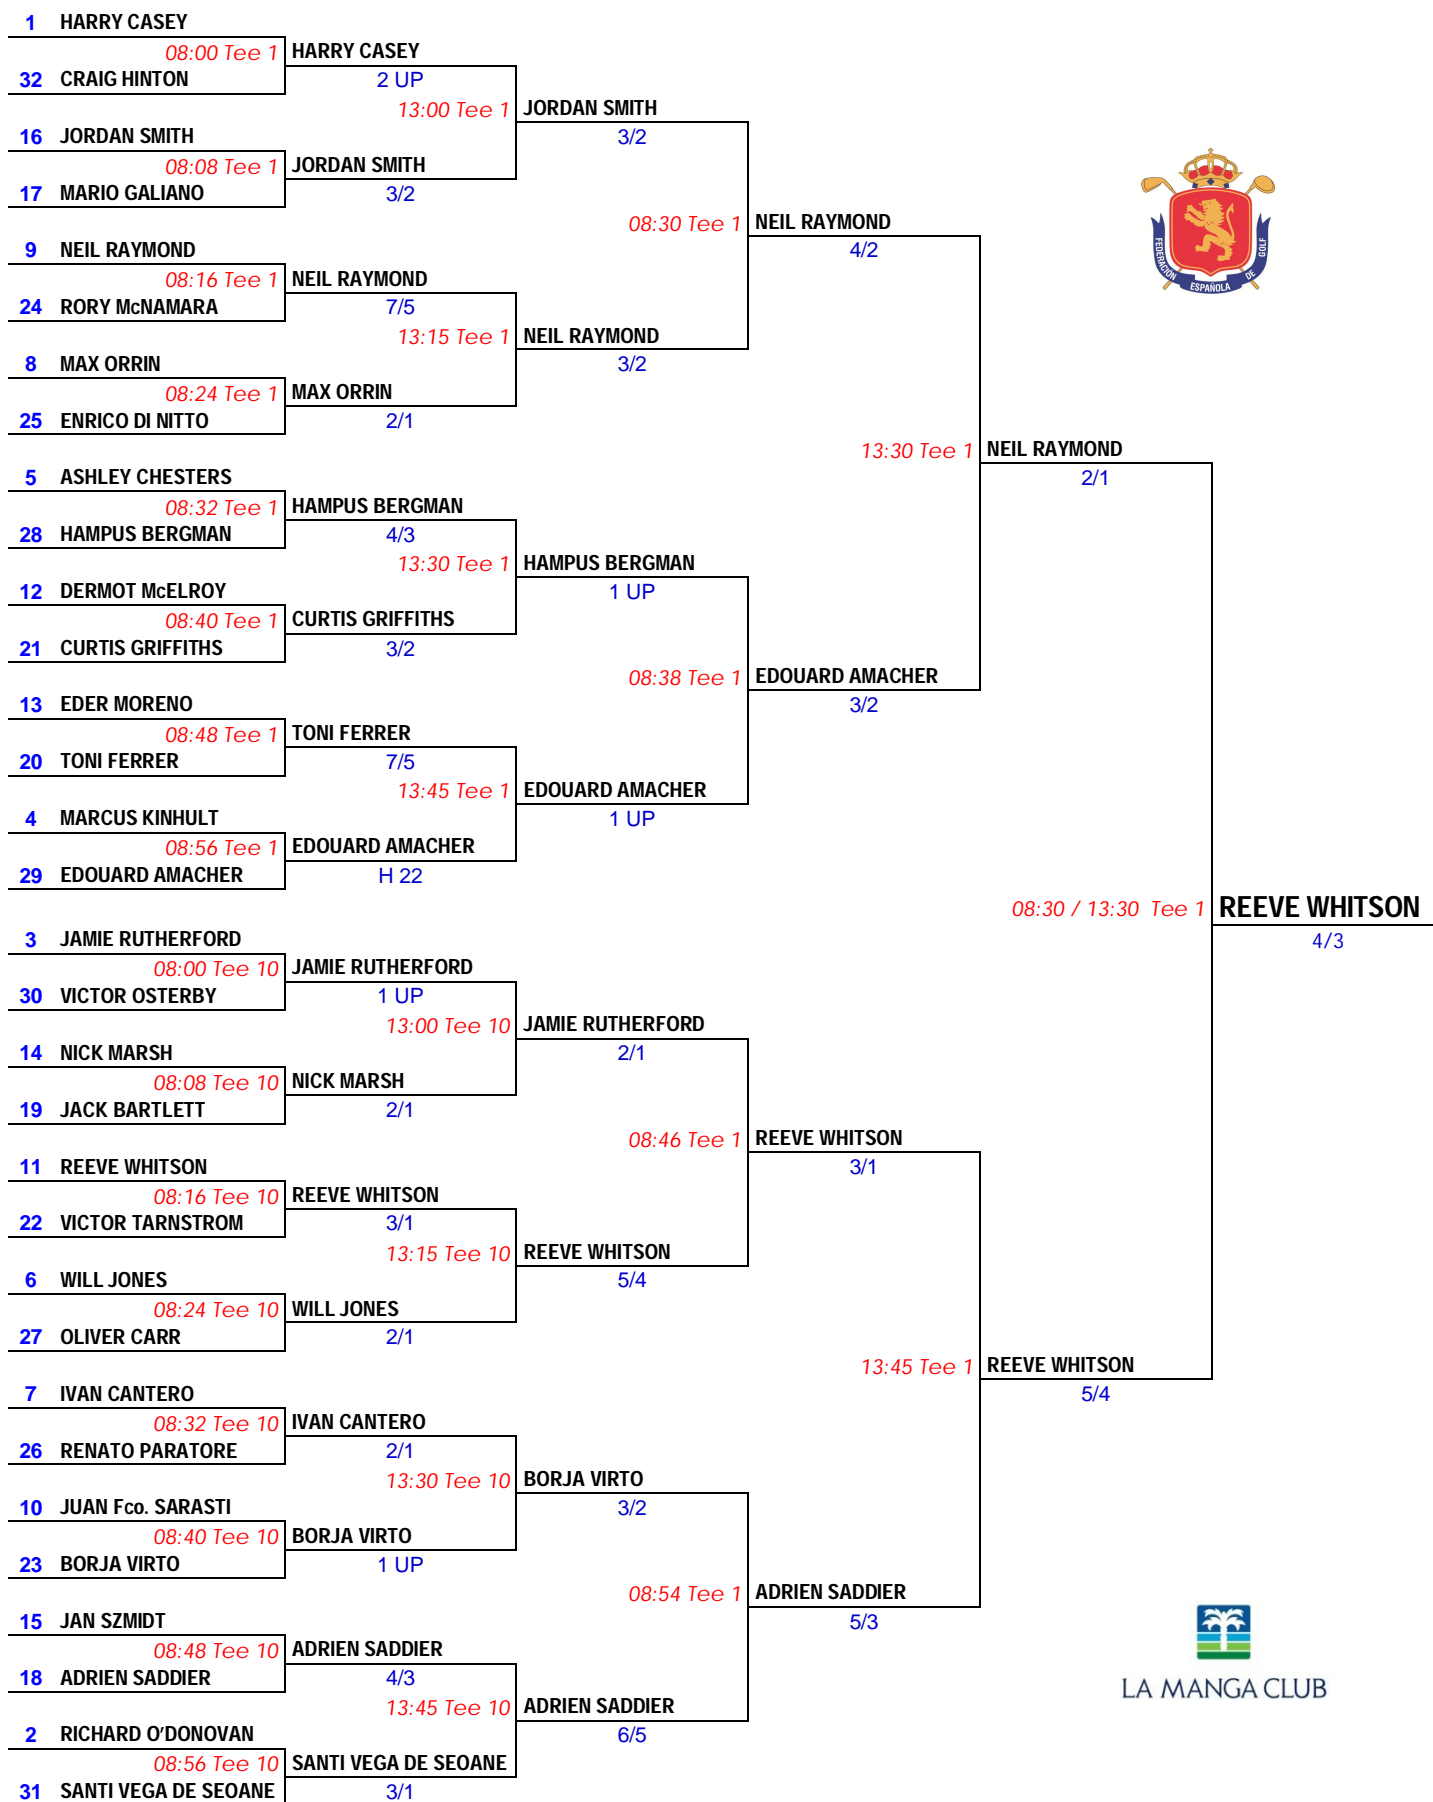 1 HARRY CASEY
08:00 Tee 1 HARRY CASEY
32 CRAIG HINTON 2 UP
13:00 Tee 1 JORDAN SMITH
16 JORDAN SMITH 3/2
08:08 Tee 1 JORDAN SMITH
17 MARIO GALIANO 3/2
08:30 Tee 1 NEIL RAYMOND
9 NEIL RAYMOND 4/2
08:16 Tee 1 NEIL RAYMOND
24 RORY McNAMARA 7/5
13:15 Tee 1 NEIL RAYMOND
8 MAX ORRIN 3/2
08:24 Tee 1 MAX ORRIN
25 ENRICO DI NITTO 2/1
13:30 Tee 1 NEIL RAYMOND
5 ASHLEY CHESTERS 2/1
08:32 Tee 1 HAMPUS BERGMAN
28 HAMPUS BERGMAN 4/3
13:30 Tee 1 HAMPUS BERGMAN
12 DERMOT McELROY 1 UP
08:40 Tee 1 CURTIS GRIFFITHS
21 CURTIS GRIFFITHS 3/2
08:38 Tee 1 EDOUARD AMACHER
13 EDER MORENO 3/2
08:48 Tee 1 TONI FERRER
20 TONI FERRER 7/5
13:45 Tee 1 EDOUARD AMACHER
4 MARCUS KINHULT 1 UP
08:56 Tee 1 EDOUARD AMACHER
29 EDOUARD AMACHER H 22
08:30 / 13:30 Tee 1 REEVE WHITSON
3 JAMIE RUTHERFORD 4/3
08:00 Tee 10 JAMIE RUTHERFORD
30 VICTOR OSTERBY 1 UP
13:00 Tee 10 JAMIE RUTHERFORD
14 NICK MARSH 2/1
08:08 Tee 10 NICK MARSH
19 JACK BARTLETT 2/1
08:46 Tee 1 REEVE WHITSON
11 REEVE WHITSON 3/1
08:16 Tee 10 REEVE WHITSON
22 VICTOR TARNSTROM 3/1
13:15 Tee 10 REEVE WHITSON
6 WILL JONES 5/4
08:24 Tee 10 WILL JONES
27 OLIVER CARR 2/1
13:45 Tee 1 REEVE WHITSON
7 IVAN CANTERO 5/4
08:32 Tee 10 IVAN CANTERO
26 RENATO PARATORE 2/1
13:30 Tee 10 BORJA VIRTO
10 JUAN Fco. SARASTI 3/2
08:40 Tee 10 BORJA VIRTO
23 BORJA VIRTO 1 UP
08:54 Tee 1 ADRIEN SADDIER
15 JAN SZMIDT 5/3
08:48 Tee 10 ADRIEN SADDIER
18 ADRIEN SADDIER 4/3
13:45 Tee 10 ADRIEN SADDIER
2 RICHARD O'DONOVAN 6/5
08:56 Tee 10 SANTI VEGA DE SEOANE
31 SANTI VEGA DE SEOANE 3/1
FEDERACIÓN ESPAÑOLA DE GOLF
LA MANGA CLUB